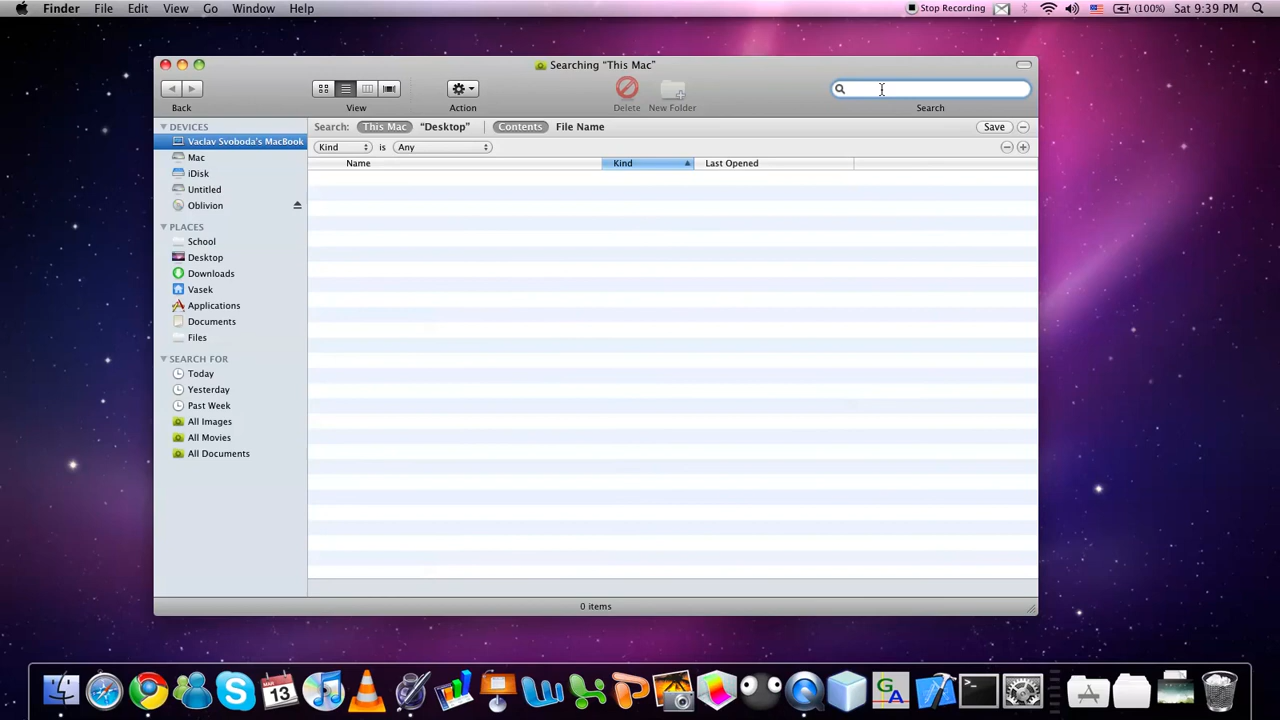 Finder File Edit View Go Window Help Stop Recording (100%) Sat 9:39 PM
Searching "This Mac"
Back View Action Delete New Folder Search
DEVICES
Vaclav Svoboda's MacBook
Mac
iDisk
Untitled
Oblivion
PLACES
School
Desktop
Downloads
Vasek
Applications
Documents
Files
SEARCH FOR
Today
Yesterday
Past Week
All Images
All Movies
All Documents
Search: This Mac "Desktop" Contents File Name Save
Kind is Any
Name Kind Last Opened
0 items
MAR
13
W
P
GA
>_